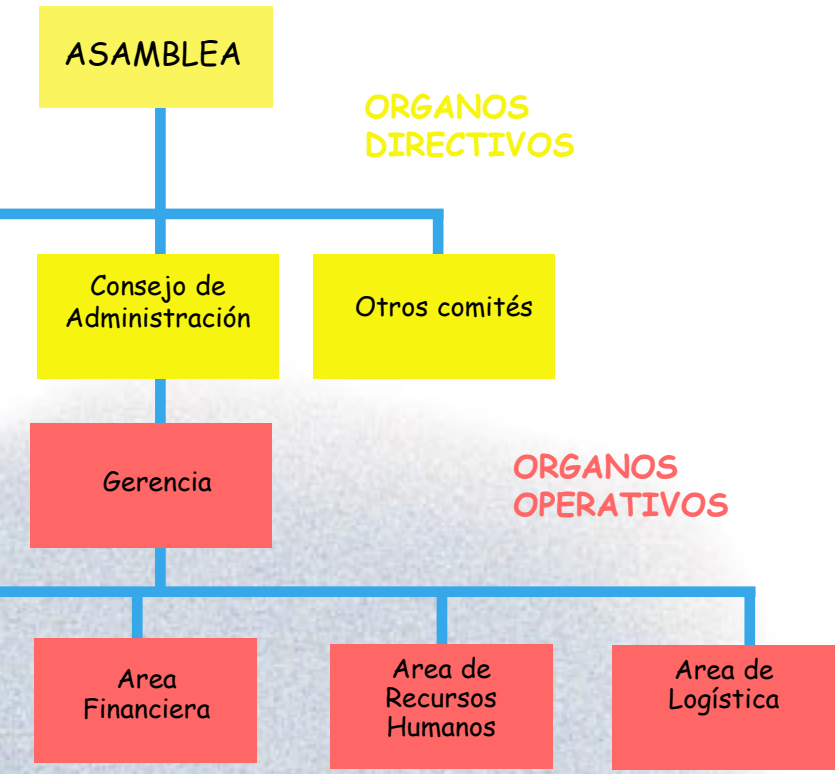 ASAMBLEA
ORGANOS
DIRECTIVOS
Consejo de
Administración
Otros comités
Gerencia
ORGANOS
OPERATIVOS
Area
Financiera
Area de
Recursos
Humanos
Area de
Logística